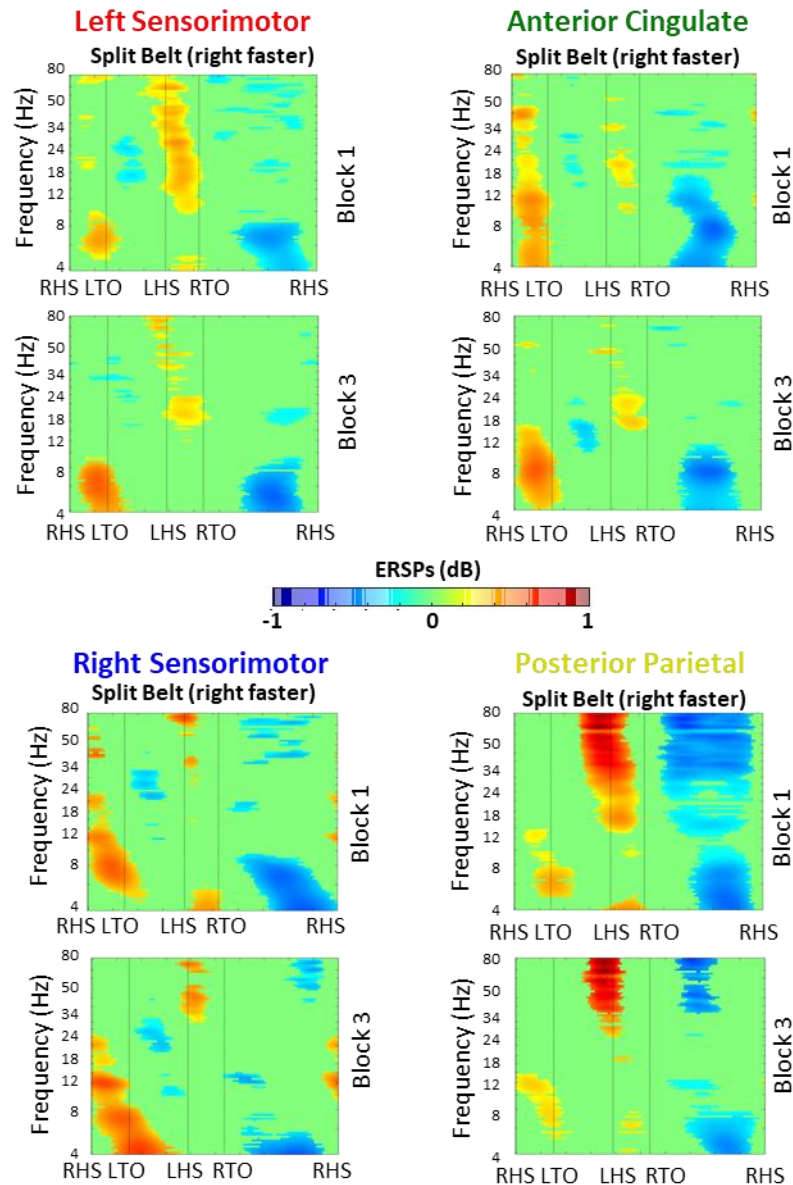 Left Sensorimotor
Split Belt (right faster)
Frequency (Hz)
80
50
34
24
18
12
8
4
RHS LTO LHS RTO RHS
Block 1
Frequency (Hz)
80
50
34
24
18
12
8
4
RHS LTO LHS RTO RHS
Block 3
Anterior Cingulate
Split Belt (right faster)
Frequency (Hz)
80
50
34
24
18
12
8
4
RHS LTO LHS RTO RHS
Block 1
Frequency (Hz)
80
50
34
24
18
12
8
4
RHS LTO LHS RTO RHS
Block 3
ERSPs (dB)
-1 0 1
Right Sensorimotor
Split Belt (right faster)
Frequency (Hz)
80
50
34
24
18
12
8
4
RHS LTO LHS RTO RHS
Block 1
Frequency (Hz)
80
50
34
24
18
12
8
4
RHS LTO LHS RTO RHS
Block 3
Posterior Parietal
Split Belt (right faster)
Frequency (Hz)
80
50
34
24
18
12
8
4
RHS LTO LHS RTO RHS
Block 1
Frequency (Hz)
80
50
34
24
18
12
8
4
RHS LTO LHS RTO RHS
Block 3